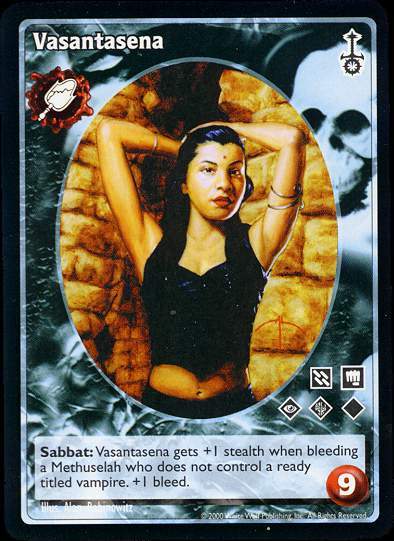 Vasantasena
Sabbat: Vasantasena gets +1 stealth when bleeding
a Methuselah who does not control a ready
titled vampire. +1 bleed.
9
Illus. Alan Rabinowitz
© 2000 White Wolf Publishing, Inc. All Rights Reserved.